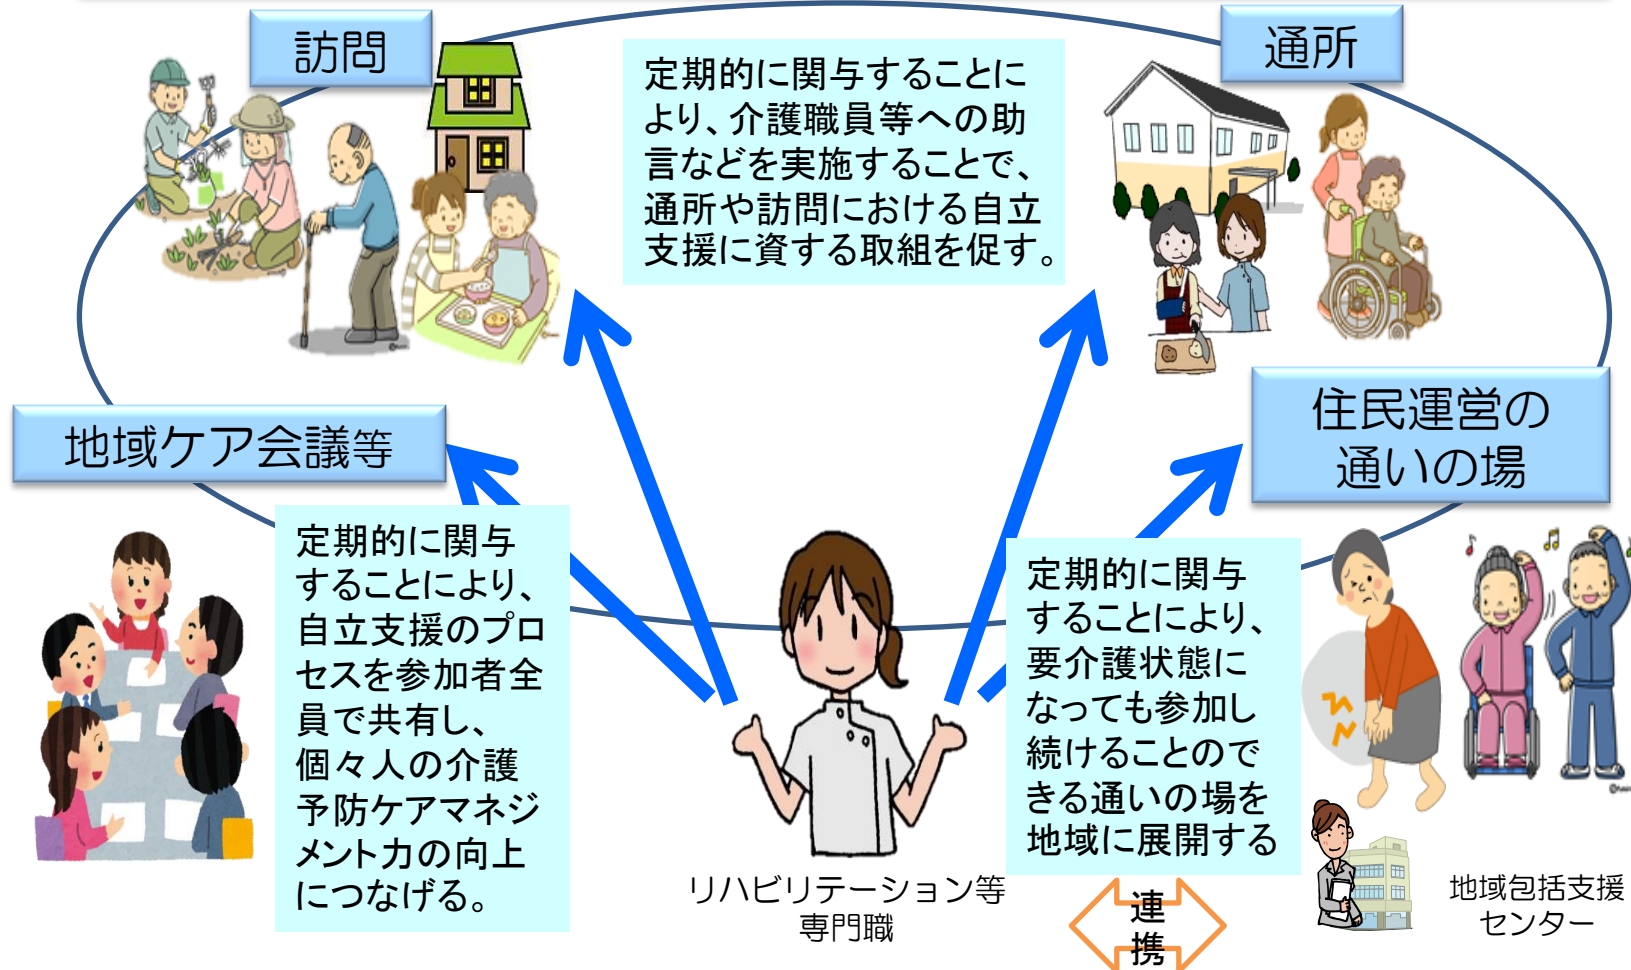 訪問
通所
定期的に関与することに
より、介護職員等への助
言などを実施することで、
通所や訪問における自立
支援に資する取組を促す。
地域ケア会議等
住民運営の
通いの場
定期的に関与
することにより、
自立支援のプロ
セスを参加者全
員で共有し、
個々人の介護
予防ケアマネジ
メント力の向上
につなげる。
定期的に関与
することにより、
要介護状態に
なっても参加し
続けることので
きる通いの場を
地域に展開する
リハビリテーション等
専門職
連
携
地域包括支援
センター